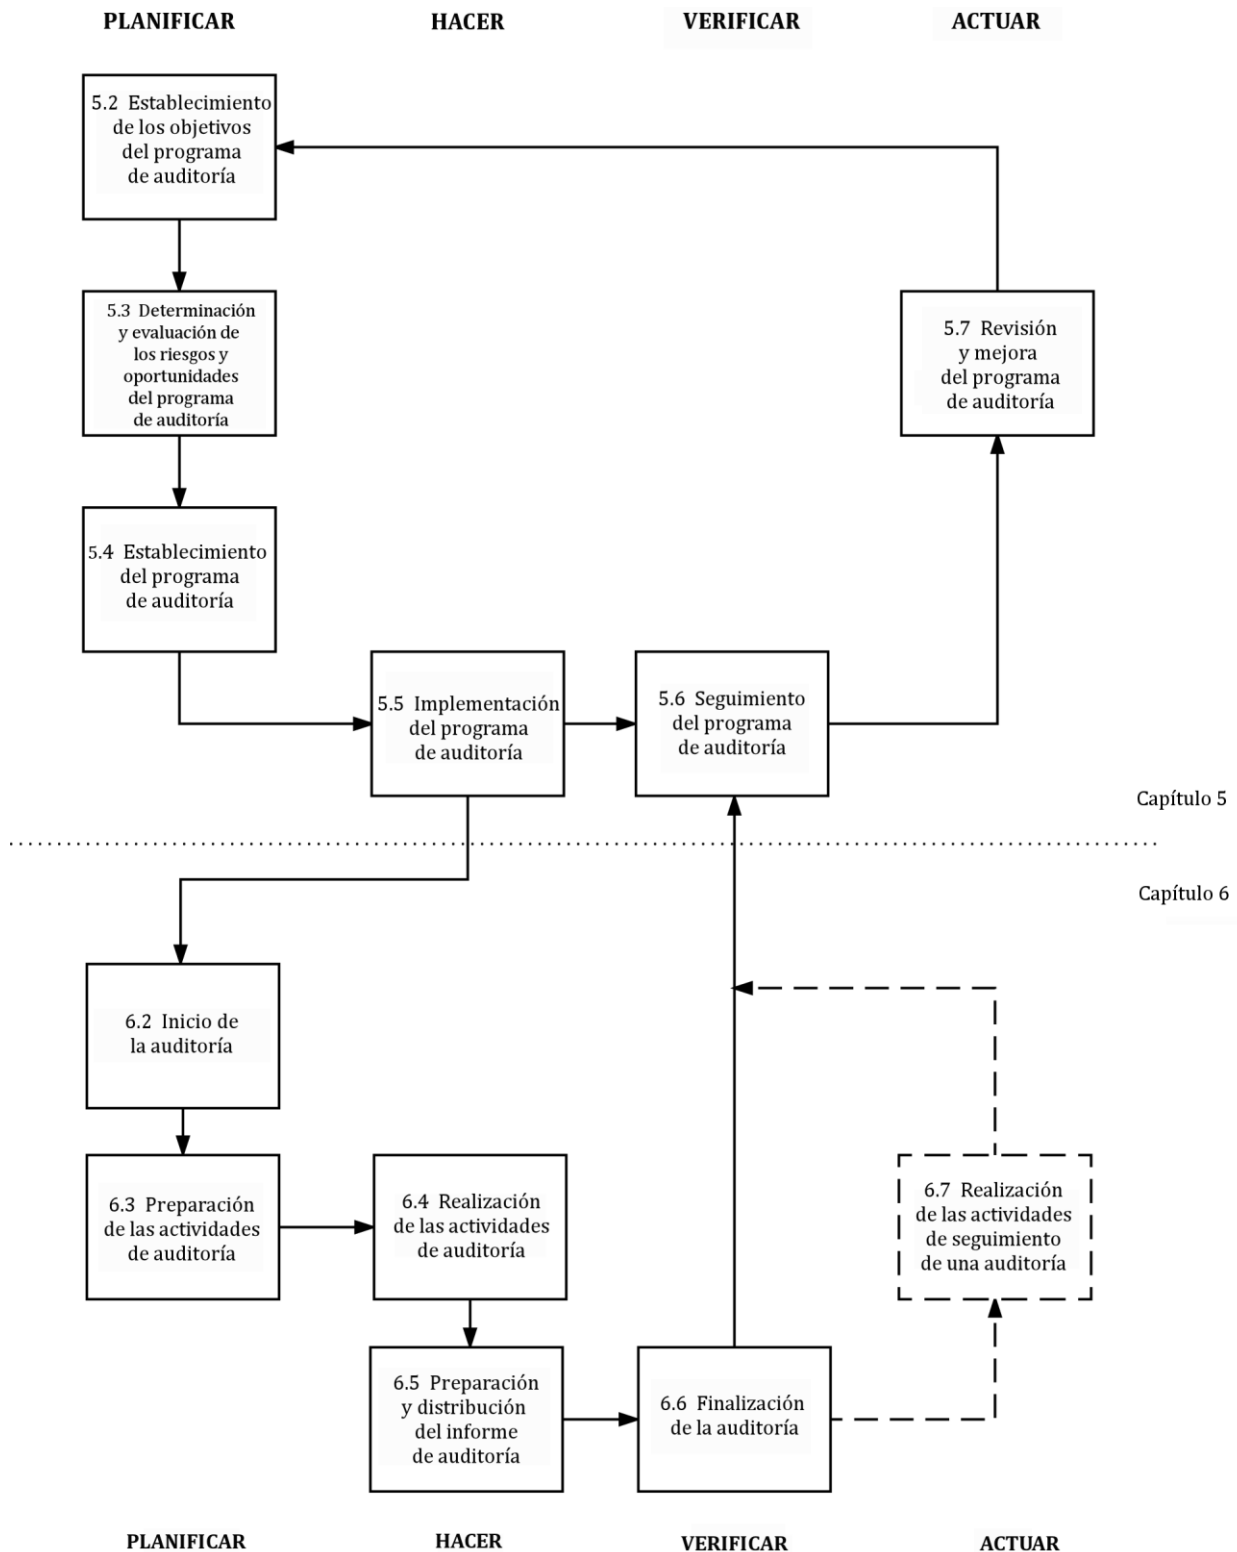 PLANIFICAR
HACER
VERIFICAR
ACTUAR
5.2 Establecimiento
de los objetivos
del programa
de auditoría
5.3 Determinación
y evaluación de
los riesgos y
oportunidades
del programa
de auditoría
5.7 Revisión
y mejora
del programa
de auditoría
5.4 Establecimiento
del programa
de auditoría
5.5 Implementación
del programa
de auditoría
5.6 Seguimiento
del programa
de auditoría
Capítulo 5
Capítulo 6
6.2 Inicio de
la auditoría
6.3 Preparación
de las actividades
de auditoría
6.4 Realización
de las actividades
de auditoría
6.7 Realización
de las actividades
de seguimiento
de una auditoría
6.5 Preparación
y distribución
del informe
de auditoría
6.6 Finalización
de la auditoría
PLANIFICAR
HACER
VERIFICAR
ACTUAR